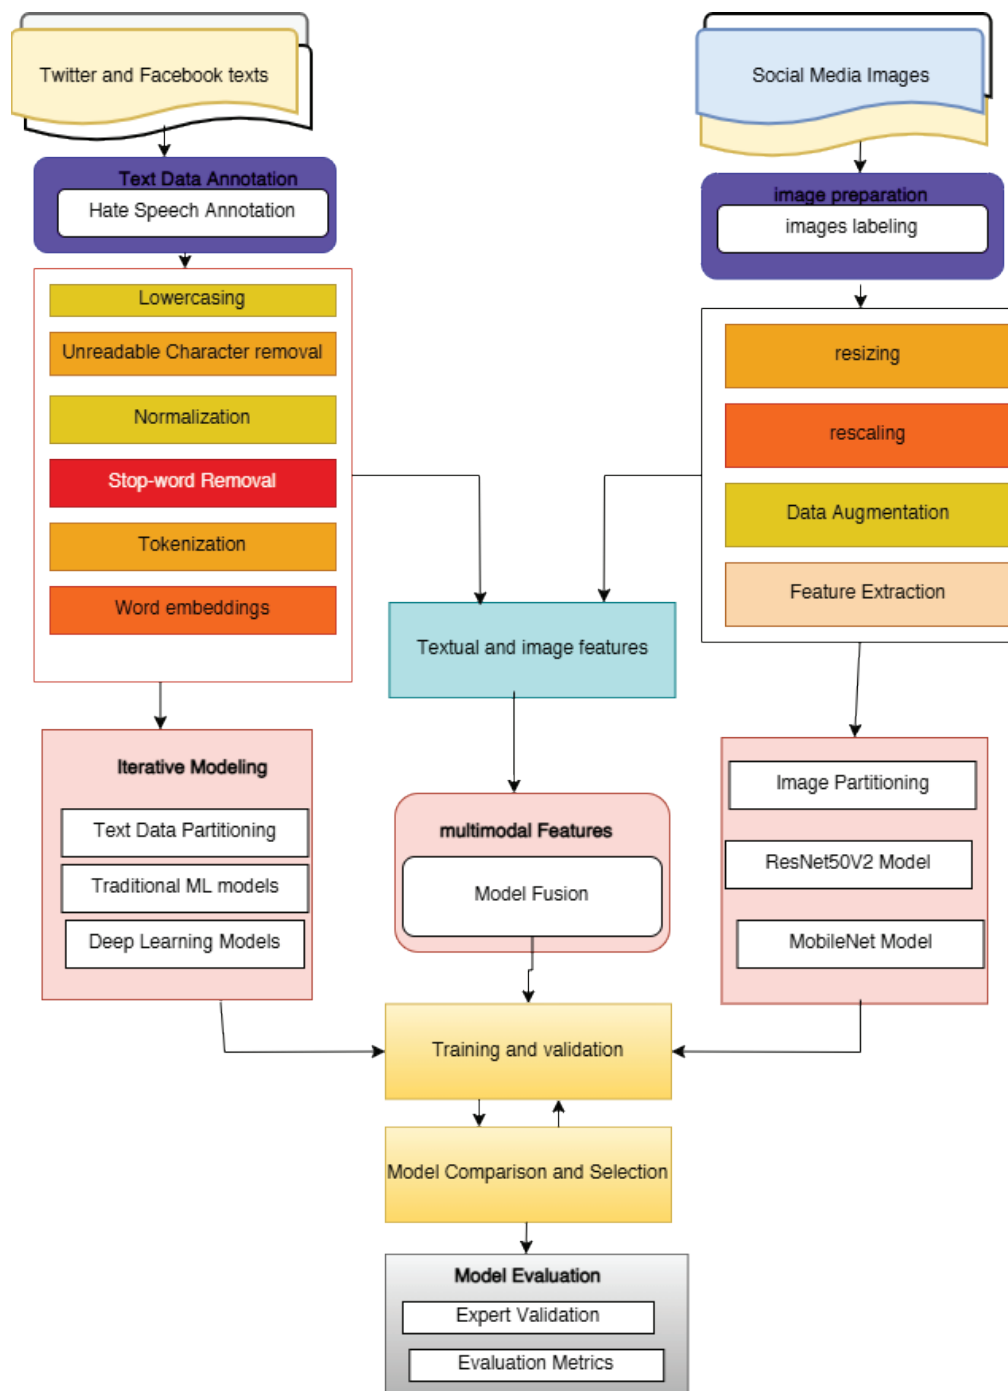 Twitter and Facebook texts
Text Data Annotation
Hate Speech Annotation
Lowercasing
Unreadable Character removal
Normalization
Stop-word Removal
Tokenization
Word embeddings
Iterative Modeling
Text Data Partitioning
Traditional ML models
Deep Learning Models
Social Media Images
image preparation
images labeling
resizing
rescaling
Data Augmentation
Feature Extraction
Image Partitioning
ResNet50V2 Model
MobileNet Model
Textual and image features
multimodal Features
Model Fusion
Training and validation
Model Comparison and Selection
Model Evaluation
Expert Validation
Evaluation Metrics